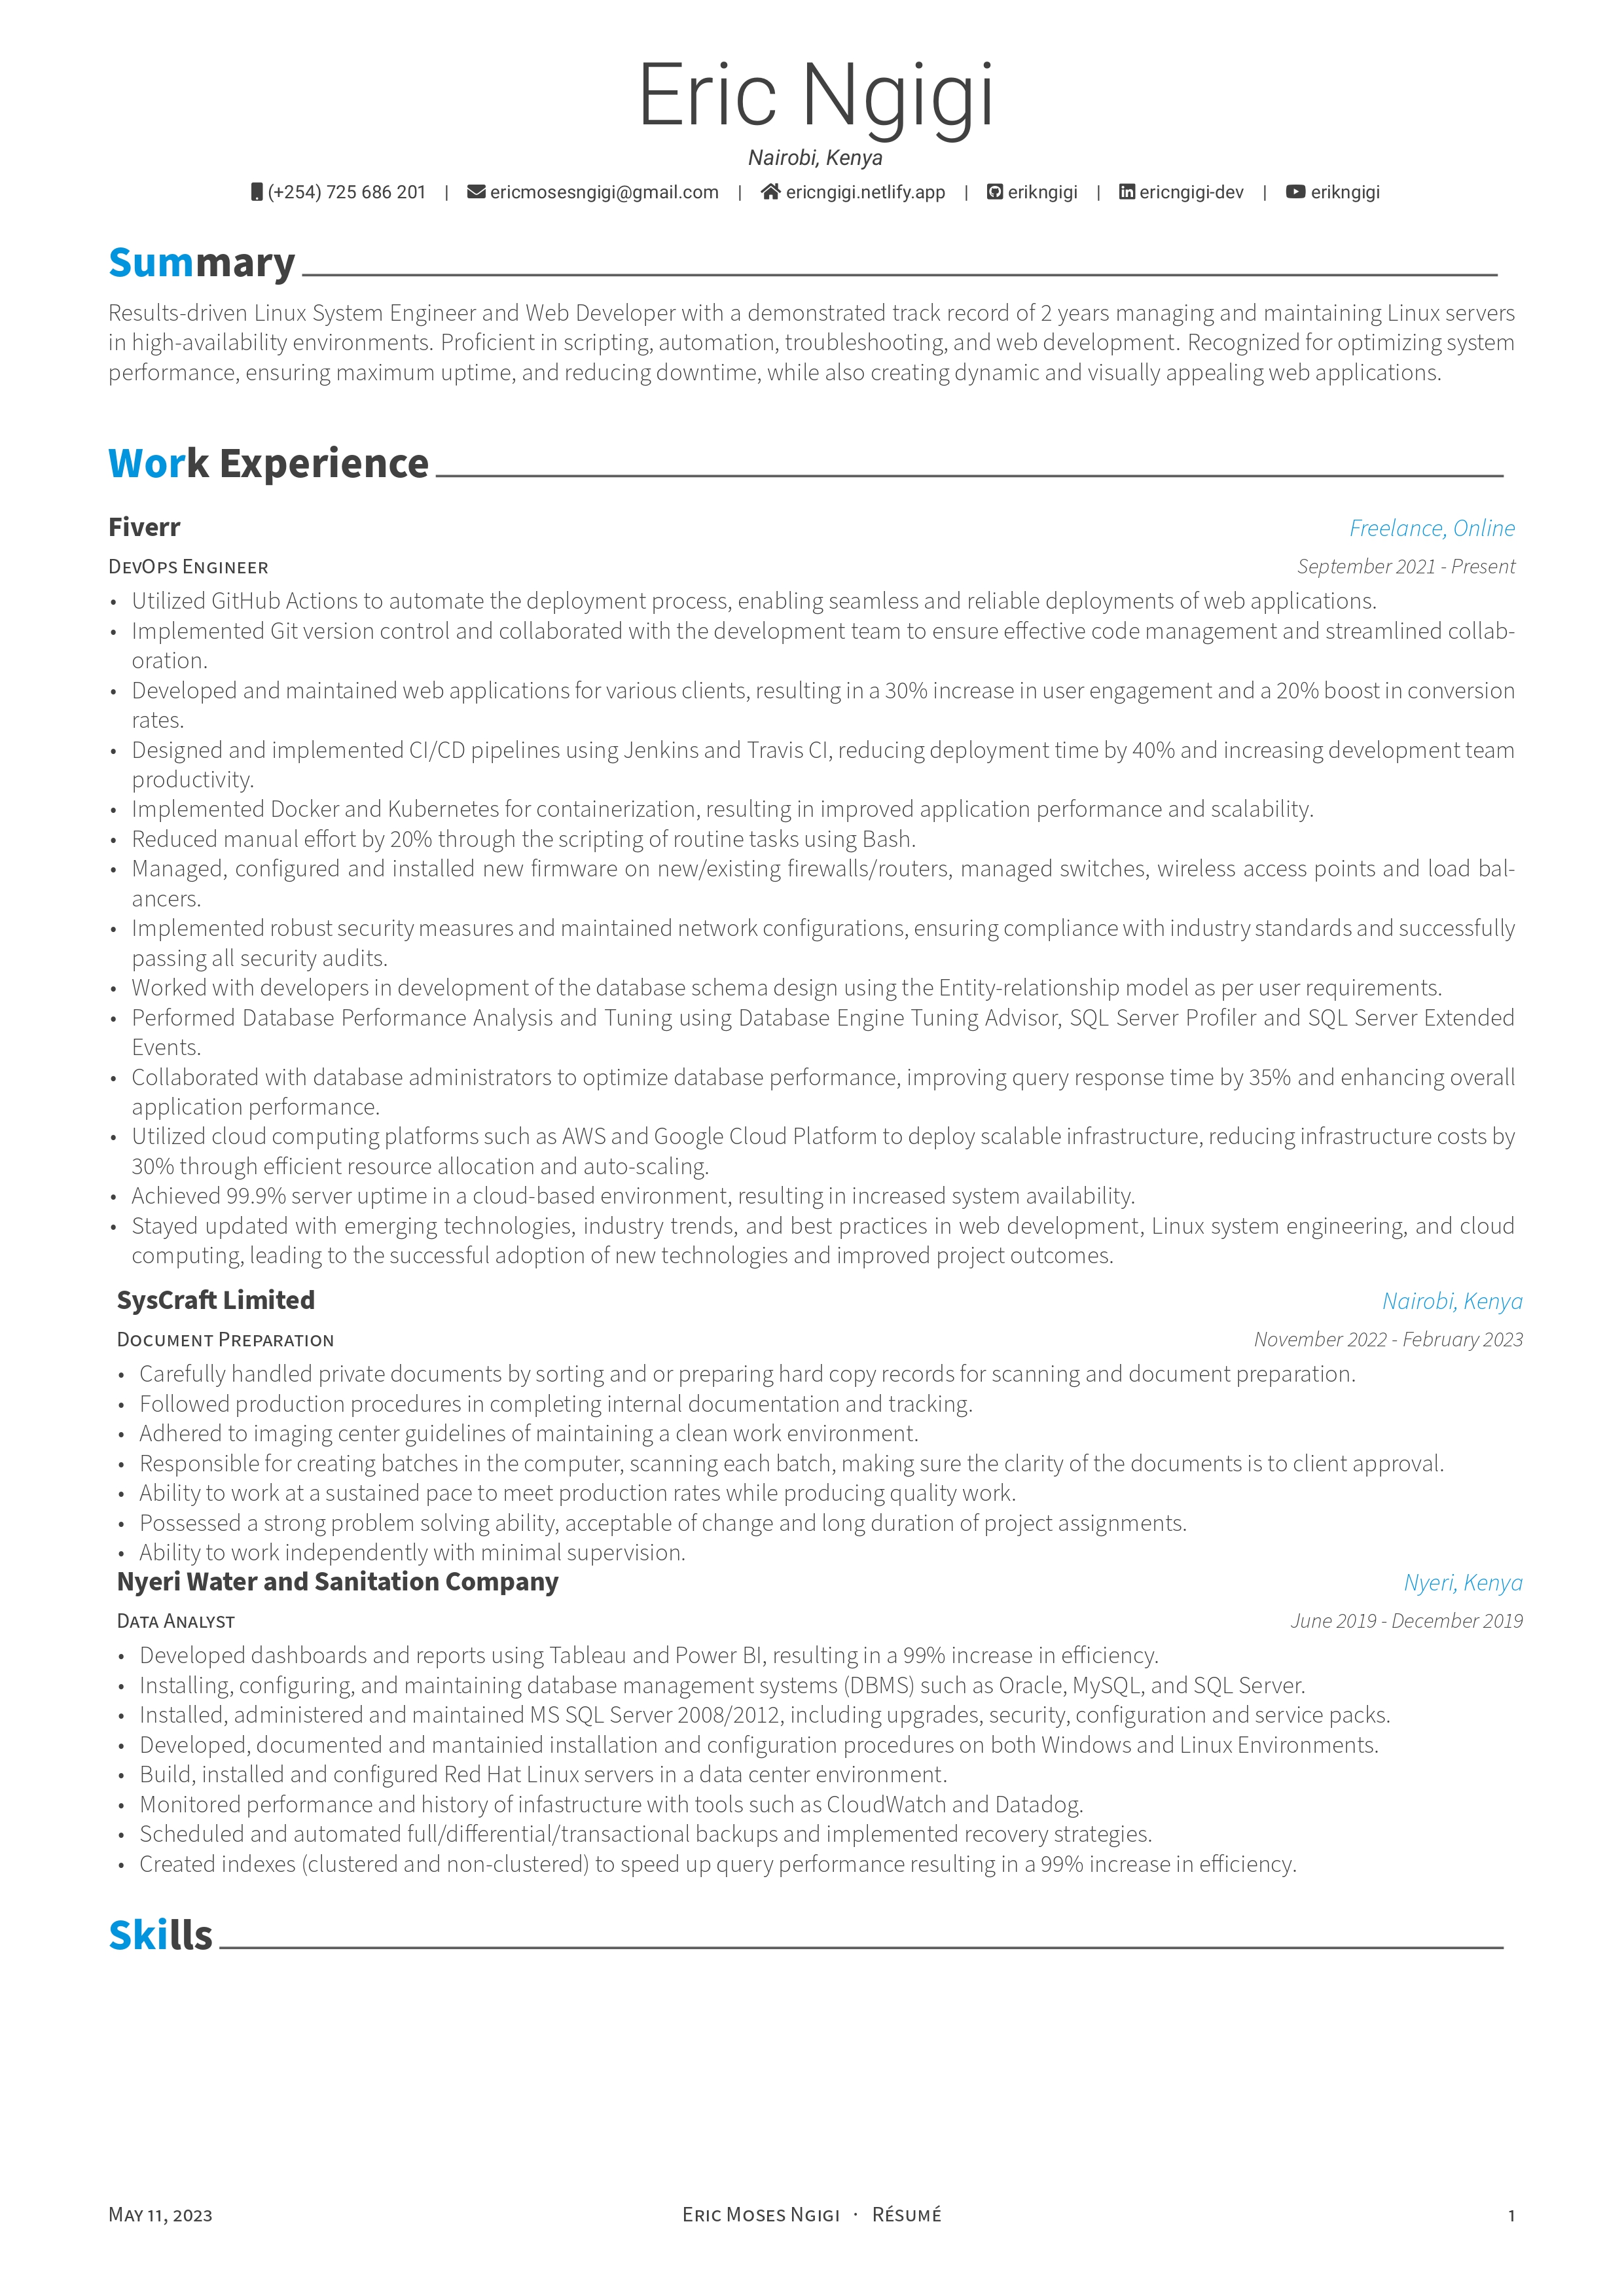 Eric Ngigi
Nairobi, Kenya
(+254) 725 686 201 | ericmosesngigi@gmail.com | ericngigi.netlify.app | erikngigi | ericngigi-dev | erikngigi
Summary
Results-driven Linux System Engineer and Web Developer with a demonstrated track record of 2 years managing and maintaining Linux servers
in high-availability environments. Proficient in scripting, automation, troubleshooting, and web development. Recognized for optimizing system
performance, ensuring maximum uptime, and reducing downtime, while also creating dynamic and visually appealing web applications.
Work Experience
Fiverr Freelance, Online
DevOps Engineer September 2021 - Present
• Utilized GitHub Actions to automate the deployment process, enabling seamless and reliable deployments of web applications.
• Implemented Git version control and collaborated with the development team to ensure effective code management and streamlined collab-
oration.
• Developed and maintained web applications for various clients, resulting in a 30% increase in user engagement and a 20% boost in conversion
rates.
• Designed and implemented CI/CD pipelines using Jenkins and Travis CI, reducing deployment time by 40% and increasing development team
productivity.
• Implemented Docker and Kubernetes for containerization, resulting in improved application performance and scalability.
• Reduced manual effort by 20% through the scripting of routine tasks using Bash.
• Managed, configured and installed new firmware on new/existing firewalls/routers, managed switches, wireless access points and load bal-
ancers.
• Implemented robust security measures and maintained network configurations, ensuring compliance with industry standards and successfully
passing all security audits.
• Worked with developers in development of the database schema design using the Entity-relationship model as per user requirements.
• Performed Database Performance Analysis and Tuning using Database Engine Tuning Advisor, SQL Server Profiler and SQL Server Extended
Events.
• Collaborated with database administrators to optimize database performance, improving query response time by 35% and enhancing overall
application performance.
• Utilized cloud computing platforms such as AWS and Google Cloud Platform to deploy scalable infrastructure, reducing infrastructure costs by
30% through efficient resource allocation and auto-scaling.
• Achieved 99.9% server uptime in a cloud-based environment, resulting in increased system availability.
• Stayed updated with emerging technologies, industry trends, and best practices in web development, Linux system engineering, and cloud
computing, leading to the successful adoption of new technologies and improved project outcomes.
SysCraft Limited Nairobi, Kenya
Document Preparation November 2022 - February 2023
• Carefully handled private documents by sorting and or preparing hard copy records for scanning and document preparation.
• Followed production procedures in completing internal documentation and tracking.
• Adhered to imaging center guidelines of maintaining a clean work environment.
• Responsible for creating batches in the computer, scanning each batch, making sure the clarity of the documents is to client approval.
• Ability to work at a sustained pace to meet production rates while producing quality work.
• Possessed a strong problem solving ability, acceptable of change and long duration of project assignments.
• Ability to work independently with minimal supervision.
Nyeri Water and Sanitation Company Nyeri, Kenya
Data Analyst June 2019 - December 2019
• Developed dashboards and reports using Tableau and Power BI, resulting in a 99% increase in efficiency.
• Installing, configuring, and maintaining database management systems (DBMS) such as Oracle, MySQL, and SQL Server.
• Installed, administered and maintained MS SQL Server 2008/2012, including upgrades, security, configuration and service packs.
• Developed, documented and mantainied installation and configuration procedures on both Windows and Linux Environments.
• Build, installed and configured Red Hat Linux servers in a data center environment.
• Monitored performance and history of infastructure with tools such as CloudWatch and Datadog.
• Scheduled and automated full/differential/transactional backups and implemented recovery strategies.
• Created indexes (clustered and non-clustered) to speed up query performance resulting in a 99% increase in efficiency.
Skills
May 11, 2023 Eric Moses Ngigi · Résumé 1